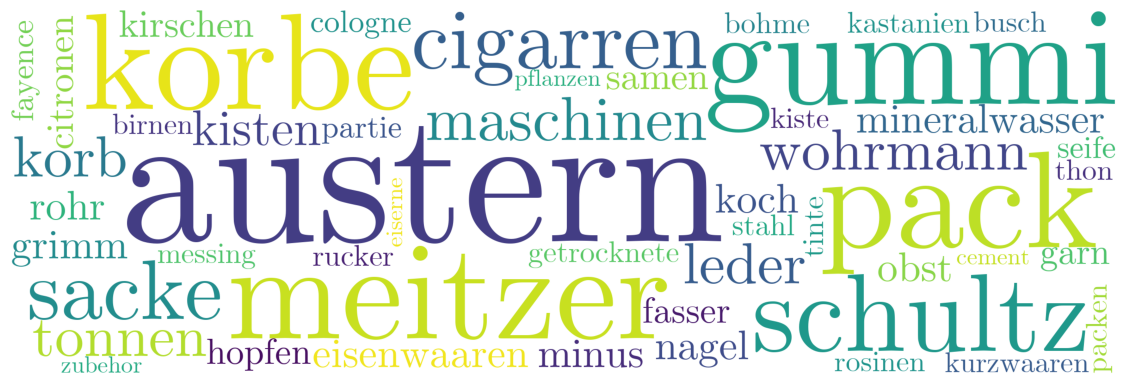 fayence
citronen
kirschen
korbe
cologne
cigarren
pflanzen
samen
gummi
bohme
kastanien
busch
birnen
kisten
partie
maschinen
kiste
mineralwasser
korb
austern
wohrmann
seife
thon
rohr
eiserne
koch
stahl
tinte
pack
grimm
messing
rucker
getrocknete
leder
obst
cement
garn
sacke
meitzer
fasser
schultz
tonnen
hopfen
eisenwaaren
minus
nagel
packen
zubehor
rosinen
kurzwaaren